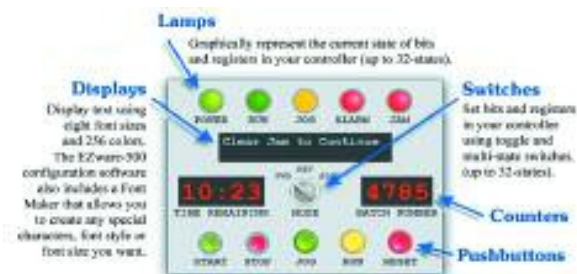 Lamps
Graphically represent the current state of bits
and registers in your controller (up to 32-states).
Displays
Display text using
eight font sizes
and 256 colors.
The EZware-500
configuration software
also includes a Font
Maker that allows you
to create any special
characters, font style or
font size you want.
Switches
Set bits and registers
in your controller
using toggle and
multi-state switches.
(up to 32-states).
POWER RUN JOG ALARM JAM
Clear Jam to Continue
OFF
10:23
4785
TIME REMAINING MODE BATCH NUMBER
Counters
START STOP JOG RUN RESET
Pushbuttons